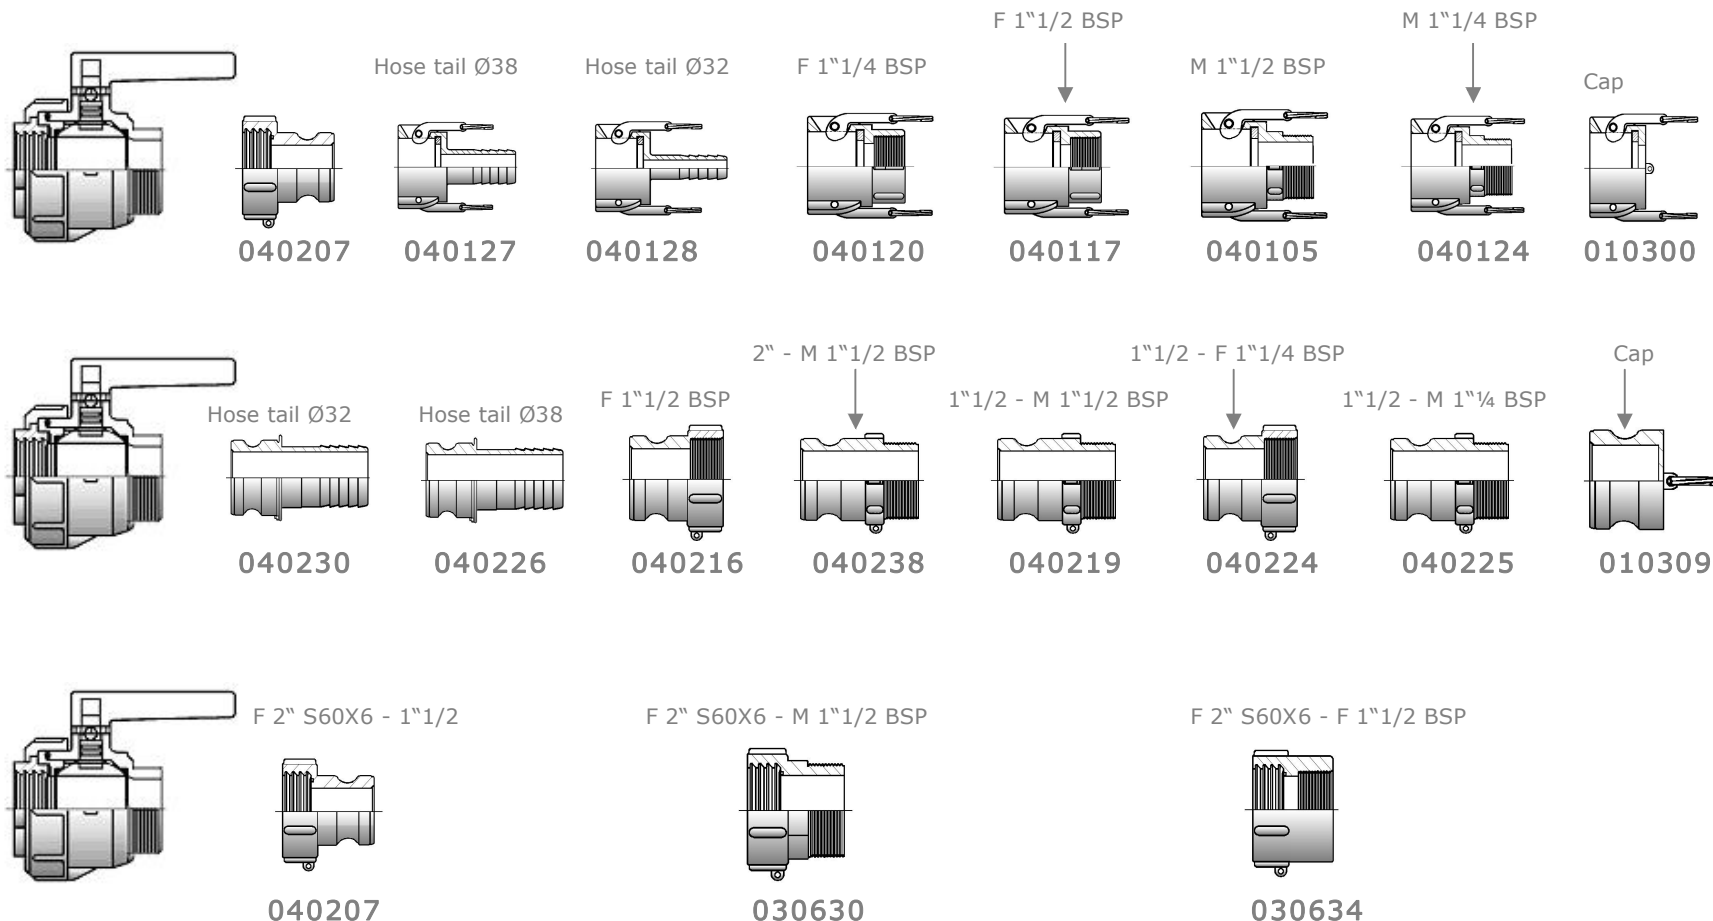 F 1“1/2 BSP
M 1“1/4 BSP
Hose tail Ø38
Hose tail Ø32
F 1“1/4 BSP
M 1“1/2 BSP
Cap
040207
040127
040128
040120
040117
040105
040124
010300
2“ - M 1“1/2 BSP
1“1/2 - F 1“1/4 BSP
Cap
Hose tail Ø32
Hose tail Ø38
F 1“1/2 BSP
1“1/2 - M 1“1/2 BSP
1“1/2 - M 1“¼ BSP
040230
040226
040216
040238
040219
040224
040225
010309
F 2“ S60X6 - 1“1/2
F 2“ S60X6 - M 1“1/2 BSP
F 2“ S60X6 - F 1“1/2 BSP
040207
030630
030634